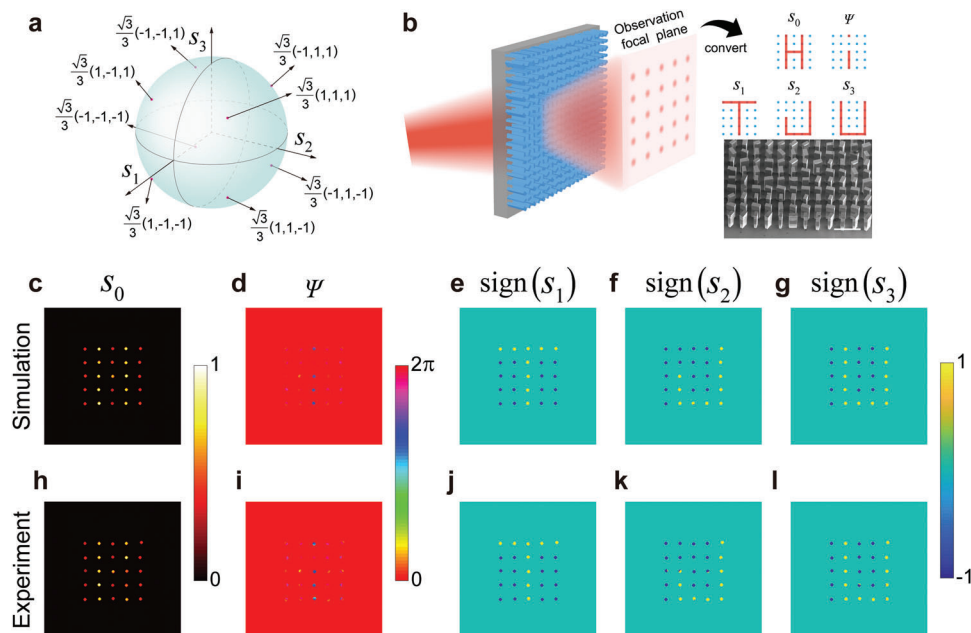 a
S3
√3/3 (-1,-1,1)
√3/3 (-1,1,1)
√3/3 (1,-1,1)
√3/3 (1,1,1)
√3/3 (-1,-1,-1)
S2
S1
√3/3 (-1,1,-1)
√3/3 (1,-1,-1)
√3/3 (1,1,-1)
b
Observation
focal plane
convert
S0 Ψ
S1 S2 S3
c S0
d Ψ
e sign(S1)
f sign(S2)
g sign(S3)
Simulation
1
2π
1
h
i
j
k
l
Experiment
0
0
-1